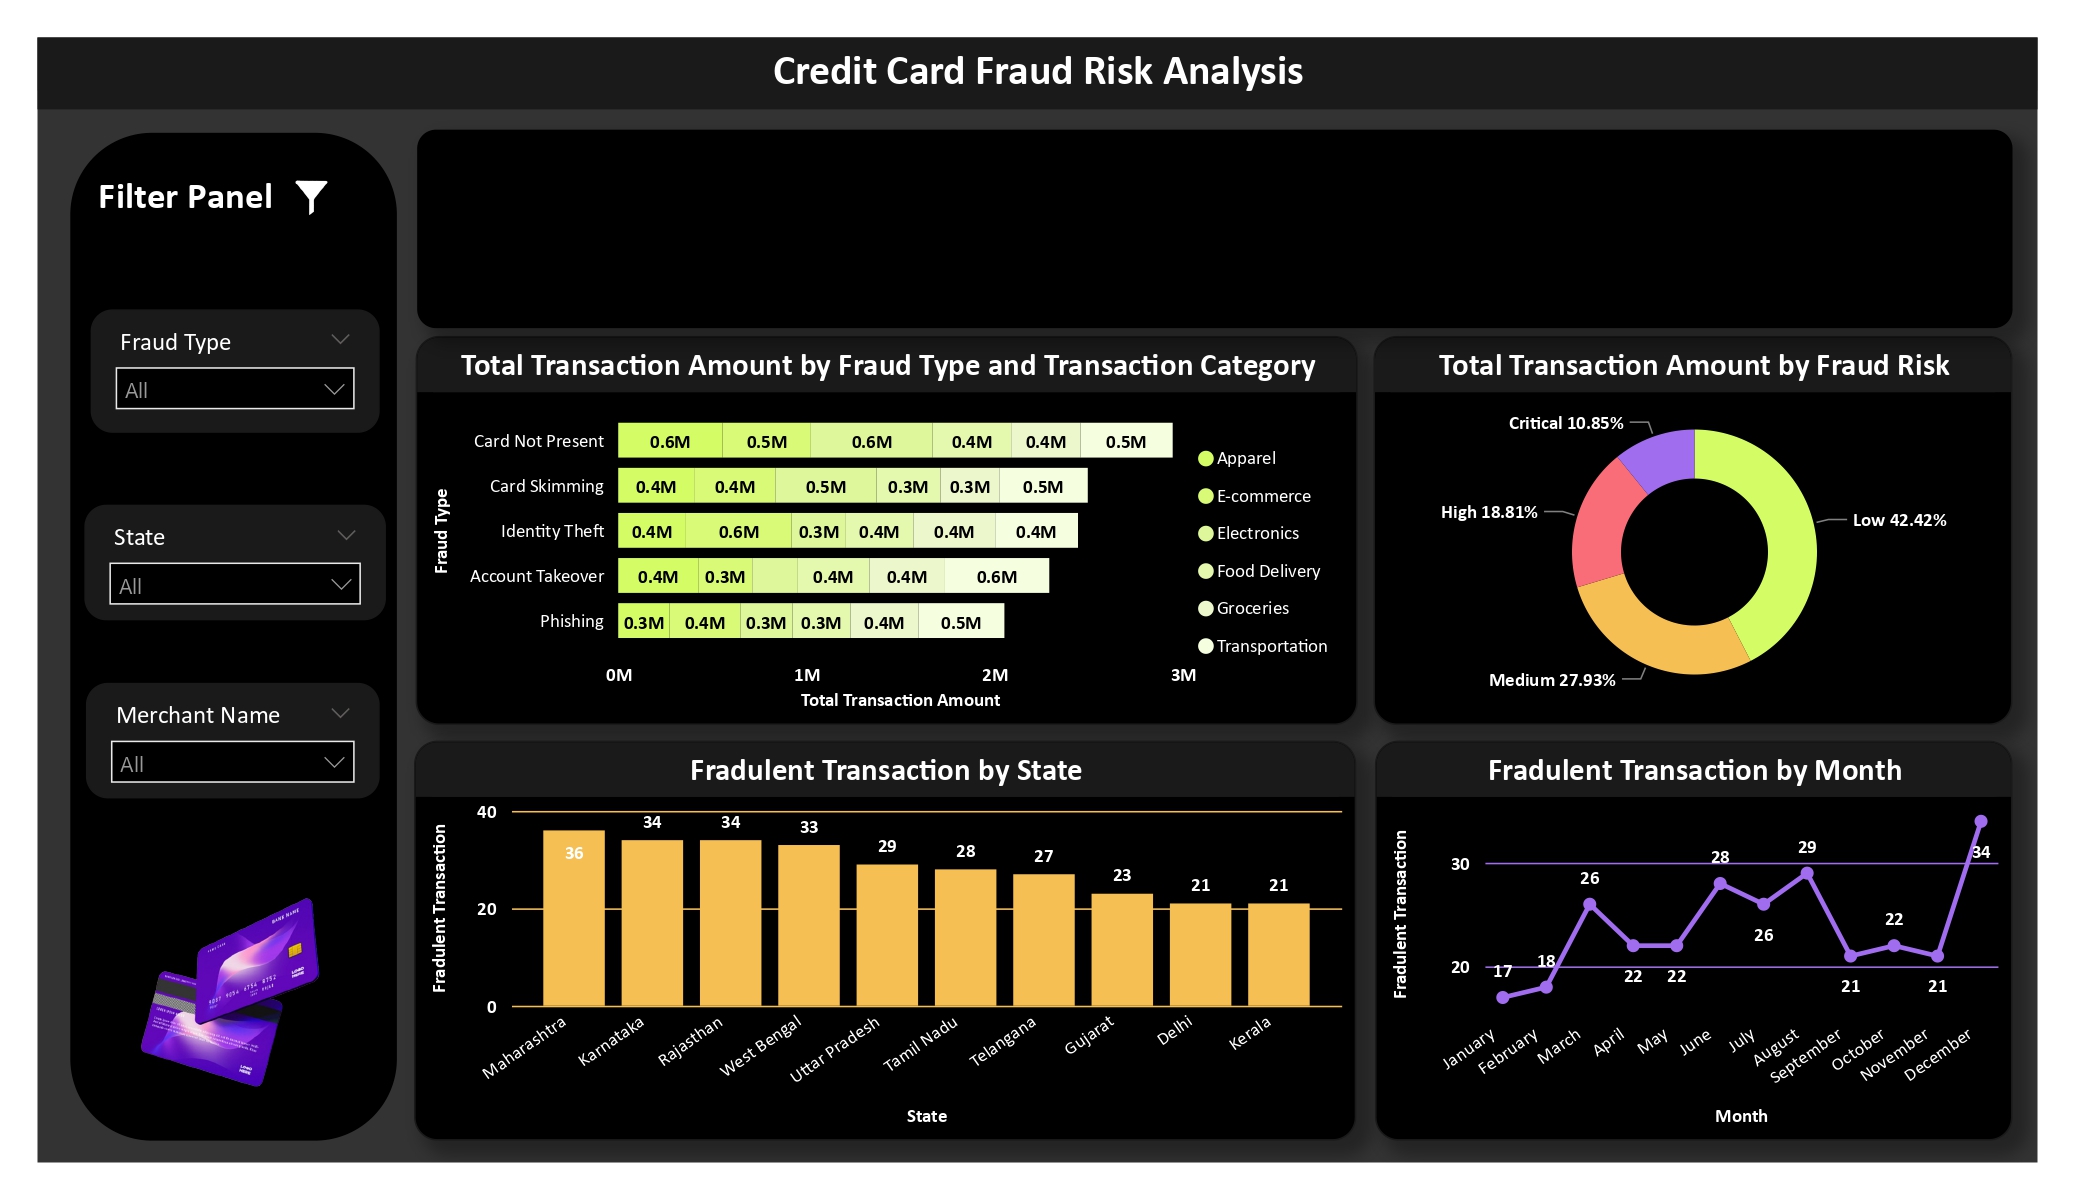 Credit Card Fraud Risk Analysis
Filter Panel
Fraud Type
All
State
All
Merchant Name
All
BANK NAME
LOGO HERE
LOGO HERE
Total Transaction Amount by Fraud Type and Transaction Category
Fraud Type
Card Not Present 0.6M 0.5M 0.6M 0.4M 0.4M 0.5M
Card Skimming 0.4M 0.4M 0.5M 0.3M 0.3M 0.5M
Identity Theft 0.4M 0.6M 0.3M 0.4M 0.4M 0.4M
Account Takeover 0.4M 0.3M 0.4M 0.4M 0.6M
Phishing 0.3M 0.4M 0.3M 0.3M 0.4M 0.5M
0M 1M 2M 3M
Total Transaction Amount
Apparel
E-commerce
Electronics
Food Delivery
Groceries
Transportation
Total Transaction Amount by Fraud Risk
Critical 10.85%
High 18.81%
Low 42.42%
Medium 27.93%
Fradulent Transaction by State
Fradulent Transaction
40
20
0
36 34 34 33 29 28 27 23 21 21
Maharashtra Karnataka Rajasthan West Bengal Uttar Pradesh Tamil Nadu Telangana Gujarat Delhi Kerala
State
Fradulent Transaction by Month
Fradulent Transaction
30
20
17 18 26 22 22 28 26 29 21 22 21 34
January February March April May June July August September October November December
Month